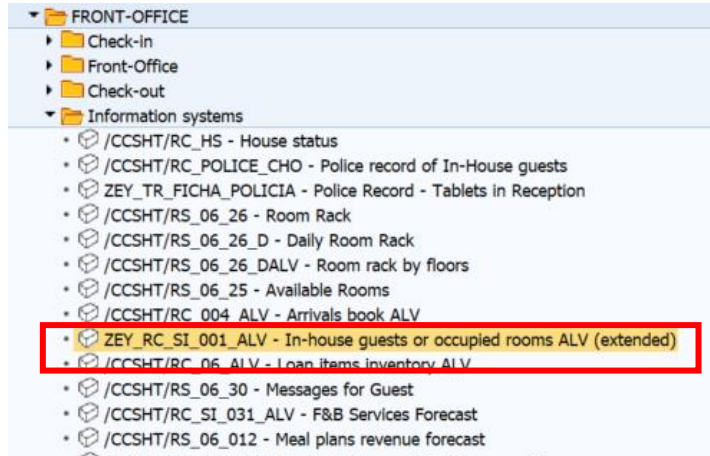 FRONT-OFFICE
Check-in
Front-Office
Check-out
Information systems
/CCSHT/RC_HS - House status
/CCSHT/RC_POLICE_CHO - Police record of In-House guests
ZEY_TR_FICHA_POLICIA - Police Record - Tablets in Reception
/CCSHT/RS_06_26 - Room Rack
/CCSHT/RS_06_26_D - Daily Room Rack
/CCSHT/RS_06_26_DALV - Room rack by floors
/CCSHT/RS_06_25 - Available Rooms
/CCSHT/RC_004_ALV - Arrivals book ALV
ZEY_RC_SI_001_ALV - In-house guests or occupied rooms ALV (extended)
/CCSHT/RC_06_ALV - Loan items inventory ALV
/CCSHT/RS_06_30 - Messages for Guest
/CCSHT/RC_SI_031_ALV - F&B Services Forecast
/CCSHT/RS_06_012 - Meal plans revenue forecast